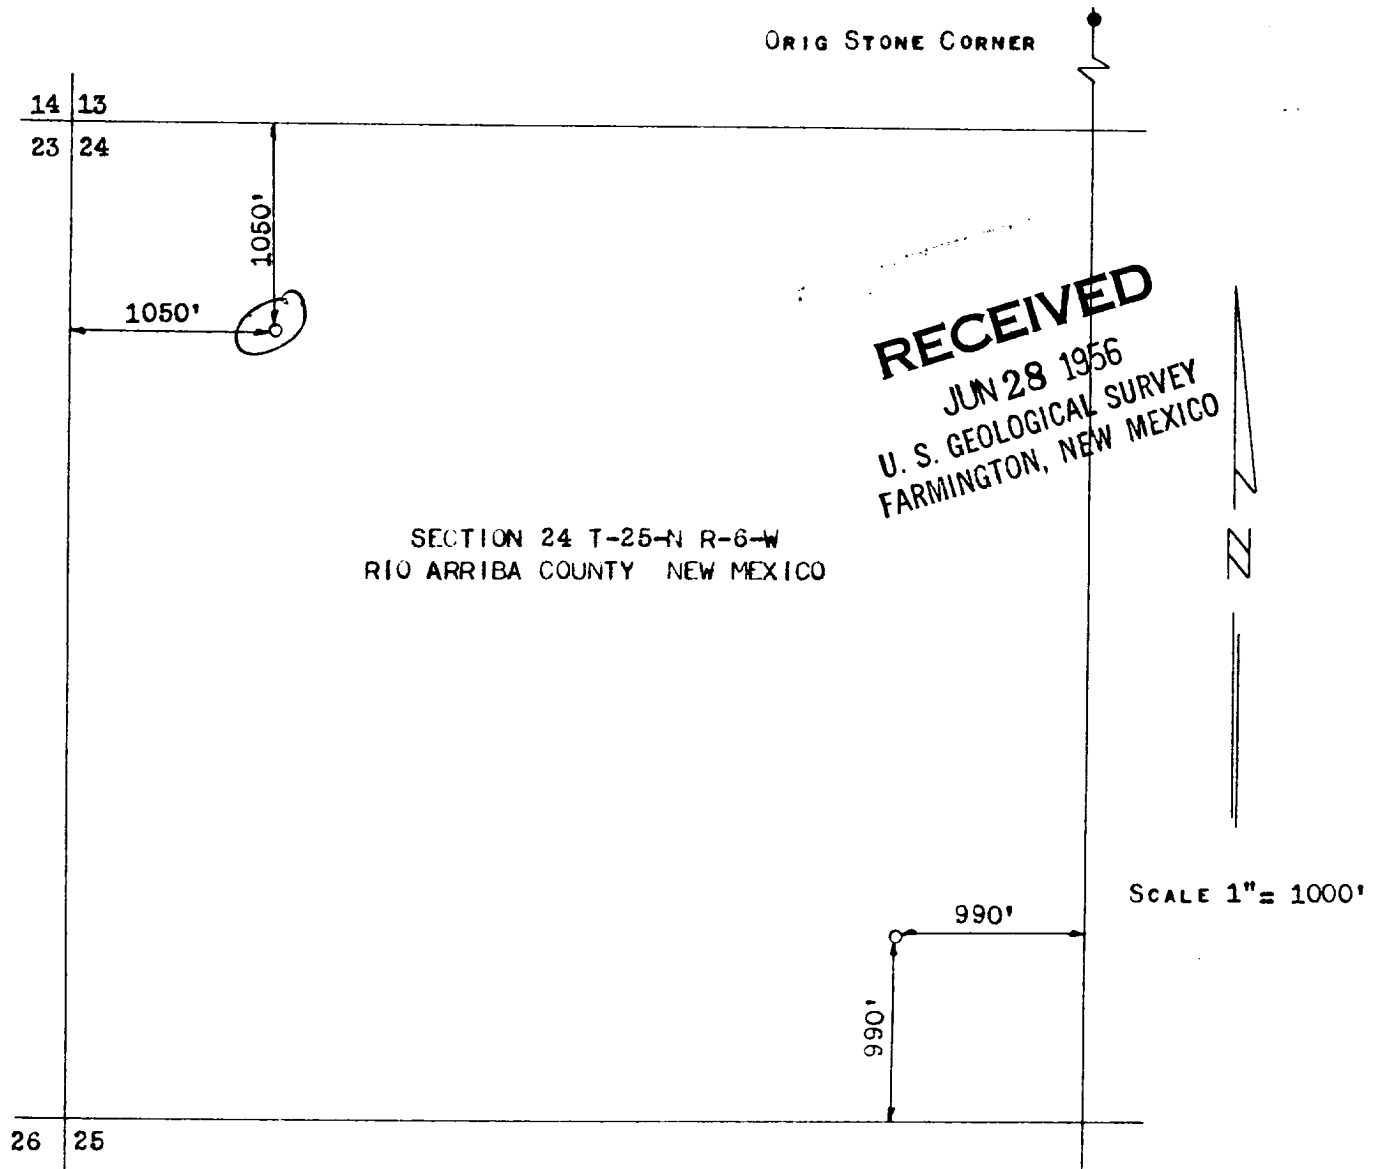 ORIG STONE CORNER
14 13
23 24
1050'
1050'
RECEIVED
JUN 28 1956
U. S. GEOLOGICAL SURVEY
FARMINGTON, NEW MEXICO
SECTION 24 T-25-N R-6-W
RIO ARRIBA COUNTY NEW MEXICO
N
SCALE 1"= 1000'
990'
990'
26 25